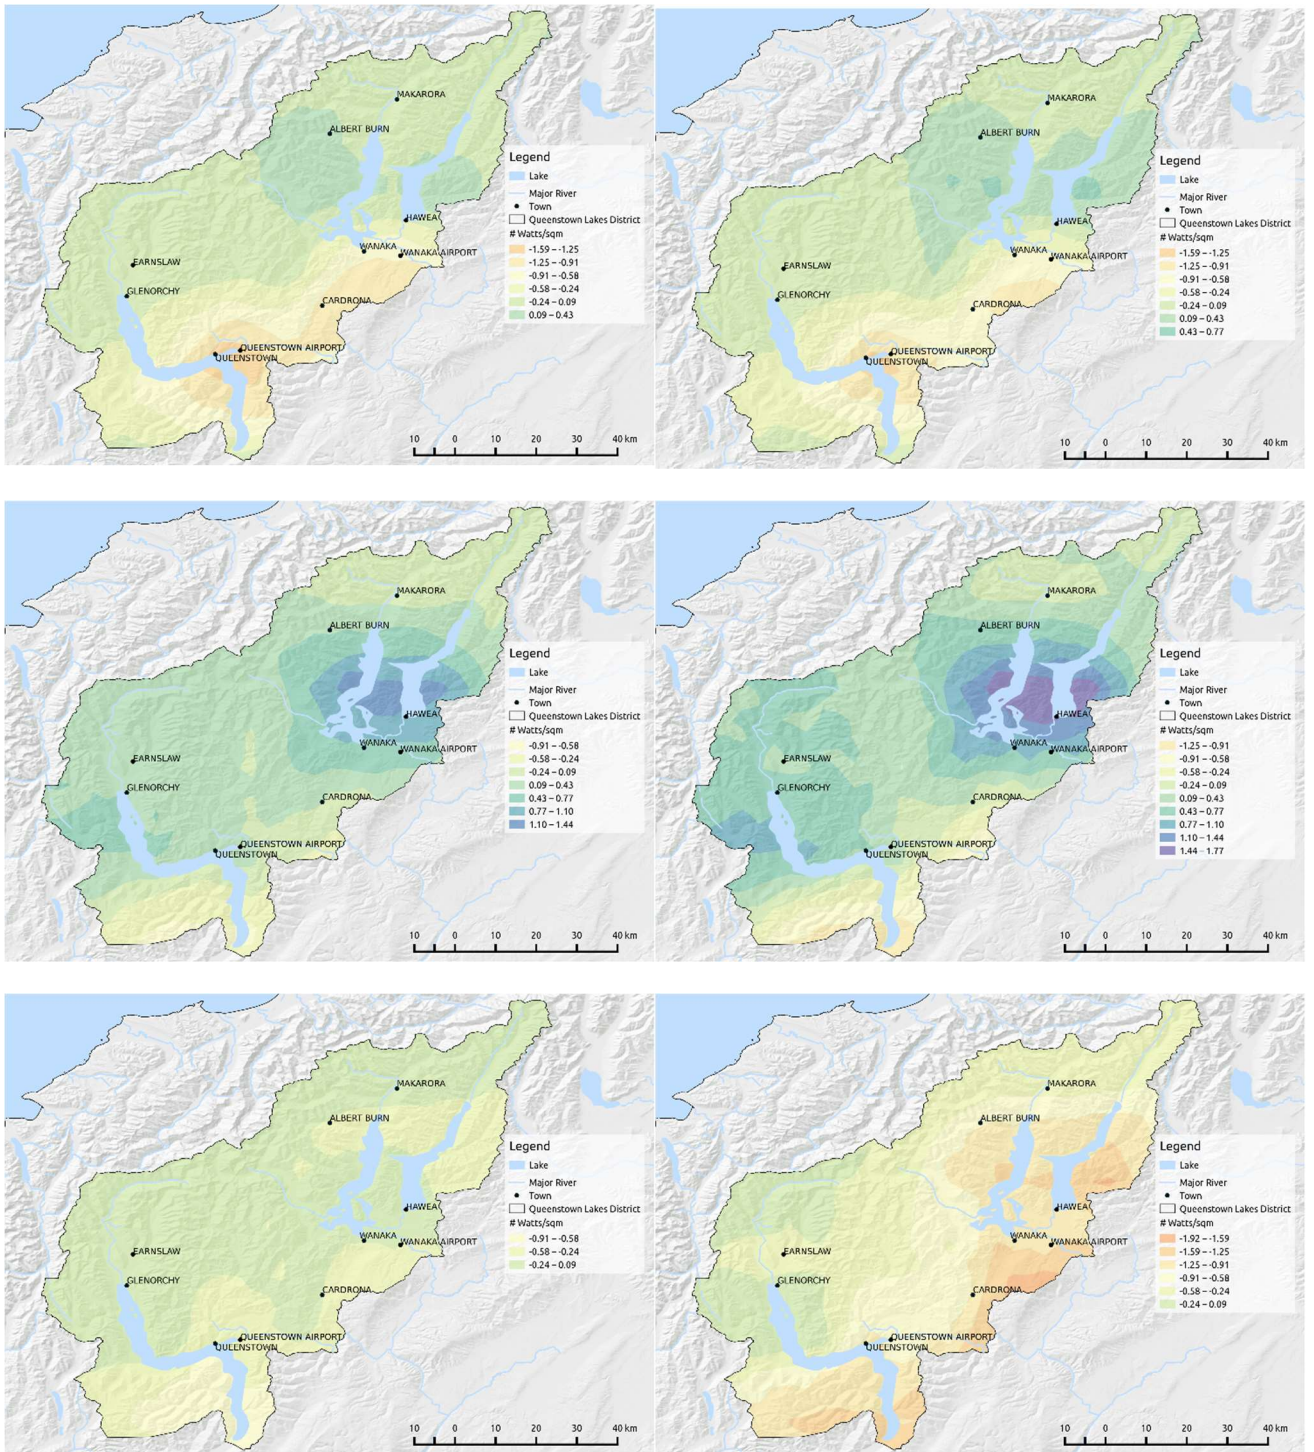 MAKARORA
ALBERT BURN
HAWEA
WANAKA
WANAKA AIRPORT
EARNSLAW
GLENORCHY
CARDRONA
QUEENSTOWN AIRPORT
QUEENSTOWN
Legend
Lake
Major River
Town
Queenstown Lakes District
# Watts/sqm
-1.59 – -1.25
-1.25 – -0.91
-0.91 – -0.58
-0.58 – -0.24
-0.24 – 0.09
0.09 – 0.43
10 0 10 20 30 40 km
MAKARORA
ALBERT BURN
HAWEA
WANAKA
WANAKA AIRPORT
EARNSLAW
GLENORCHY
CARDRONA
QUEENSTOWN AIRPORT
QUEENSTOWN
Legend
Lake
Major River
Town
Queenstown Lakes District
# Watts/sqm
-1.59 – -1.25
-1.25 – -0.91
-0.91 – -0.58
-0.58 – -0.24
-0.24 – 0.09
0.09 – 0.43
0.43 – 0.77
10 0 10 20 30 40 km
MAKARORA
ALBERT BURN
HAWEA
WANAKA
WANAKA AIRPORT
EARNSLAW
GLENORCHY
CARDRONA
QUEENSTOWN AIRPORT
QUEENSTOWN
Legend
Lake
Major River
Town
Queenstown Lakes District
# Watts/sqm
-0.91 – -0.58
-0.58 – -0.24
-0.24 – 0.09
0.09 – 0.43
0.43 – 0.77
0.77 – 1.10
1.10 – 1.44
10 0 10 20 30 40 km
MAKARORA
ALBERT BURN
HAWEA
WANAKA
WANAKA AIRPORT
EARNSLAW
GLENORCHY
CARDRONA
QUEENSTOWN AIRPORT
QUEENSTOWN
Legend
Lake
Major River
Town
Queenstown Lakes District
# Watts/sqm
-1.25 – -0.91
-0.91 – -0.58
-0.58 – -0.24
-0.24 – 0.09
0.09 – 0.43
0.43 – 0.77
0.77 – 1.10
1.10 – 1.44
1.44 – 1.77
10 0 10 20 30 40 km
MAKARORA
ALBERT BURN
HAWEA
WANAKA
WANAKA AIRPORT
EARNSLAW
GLENORCHY
CARDRONA
QUEENSTOWN AIRPORT
QUEENSTOWN
Legend
Lake
Major River
Town
Queenstown Lakes District
# Watts/sqm
-0.91 – -0.58
-0.58 – -0.24
-0.24 – 0.09
10 0 10 20 30 40 km
MAKARORA
ALBERT BURN
HAWEA
WANAKA
WANAKA AIRPORT
EARNSLAW
GLENORCHY
CARDRONA
QUEENSTOWN AIRPORT
QUEENSTOWN
Legend
Lake
Major River
Town
Queenstown Lakes District
# Watts/sqm
-1.92 – -1.59
-1.59 – -1.25
-1.25 – -0.91
-0.91 – -0.58
-0.58 – -0.24
-0.24 – 0.09
10 0 10 20 30 40 km